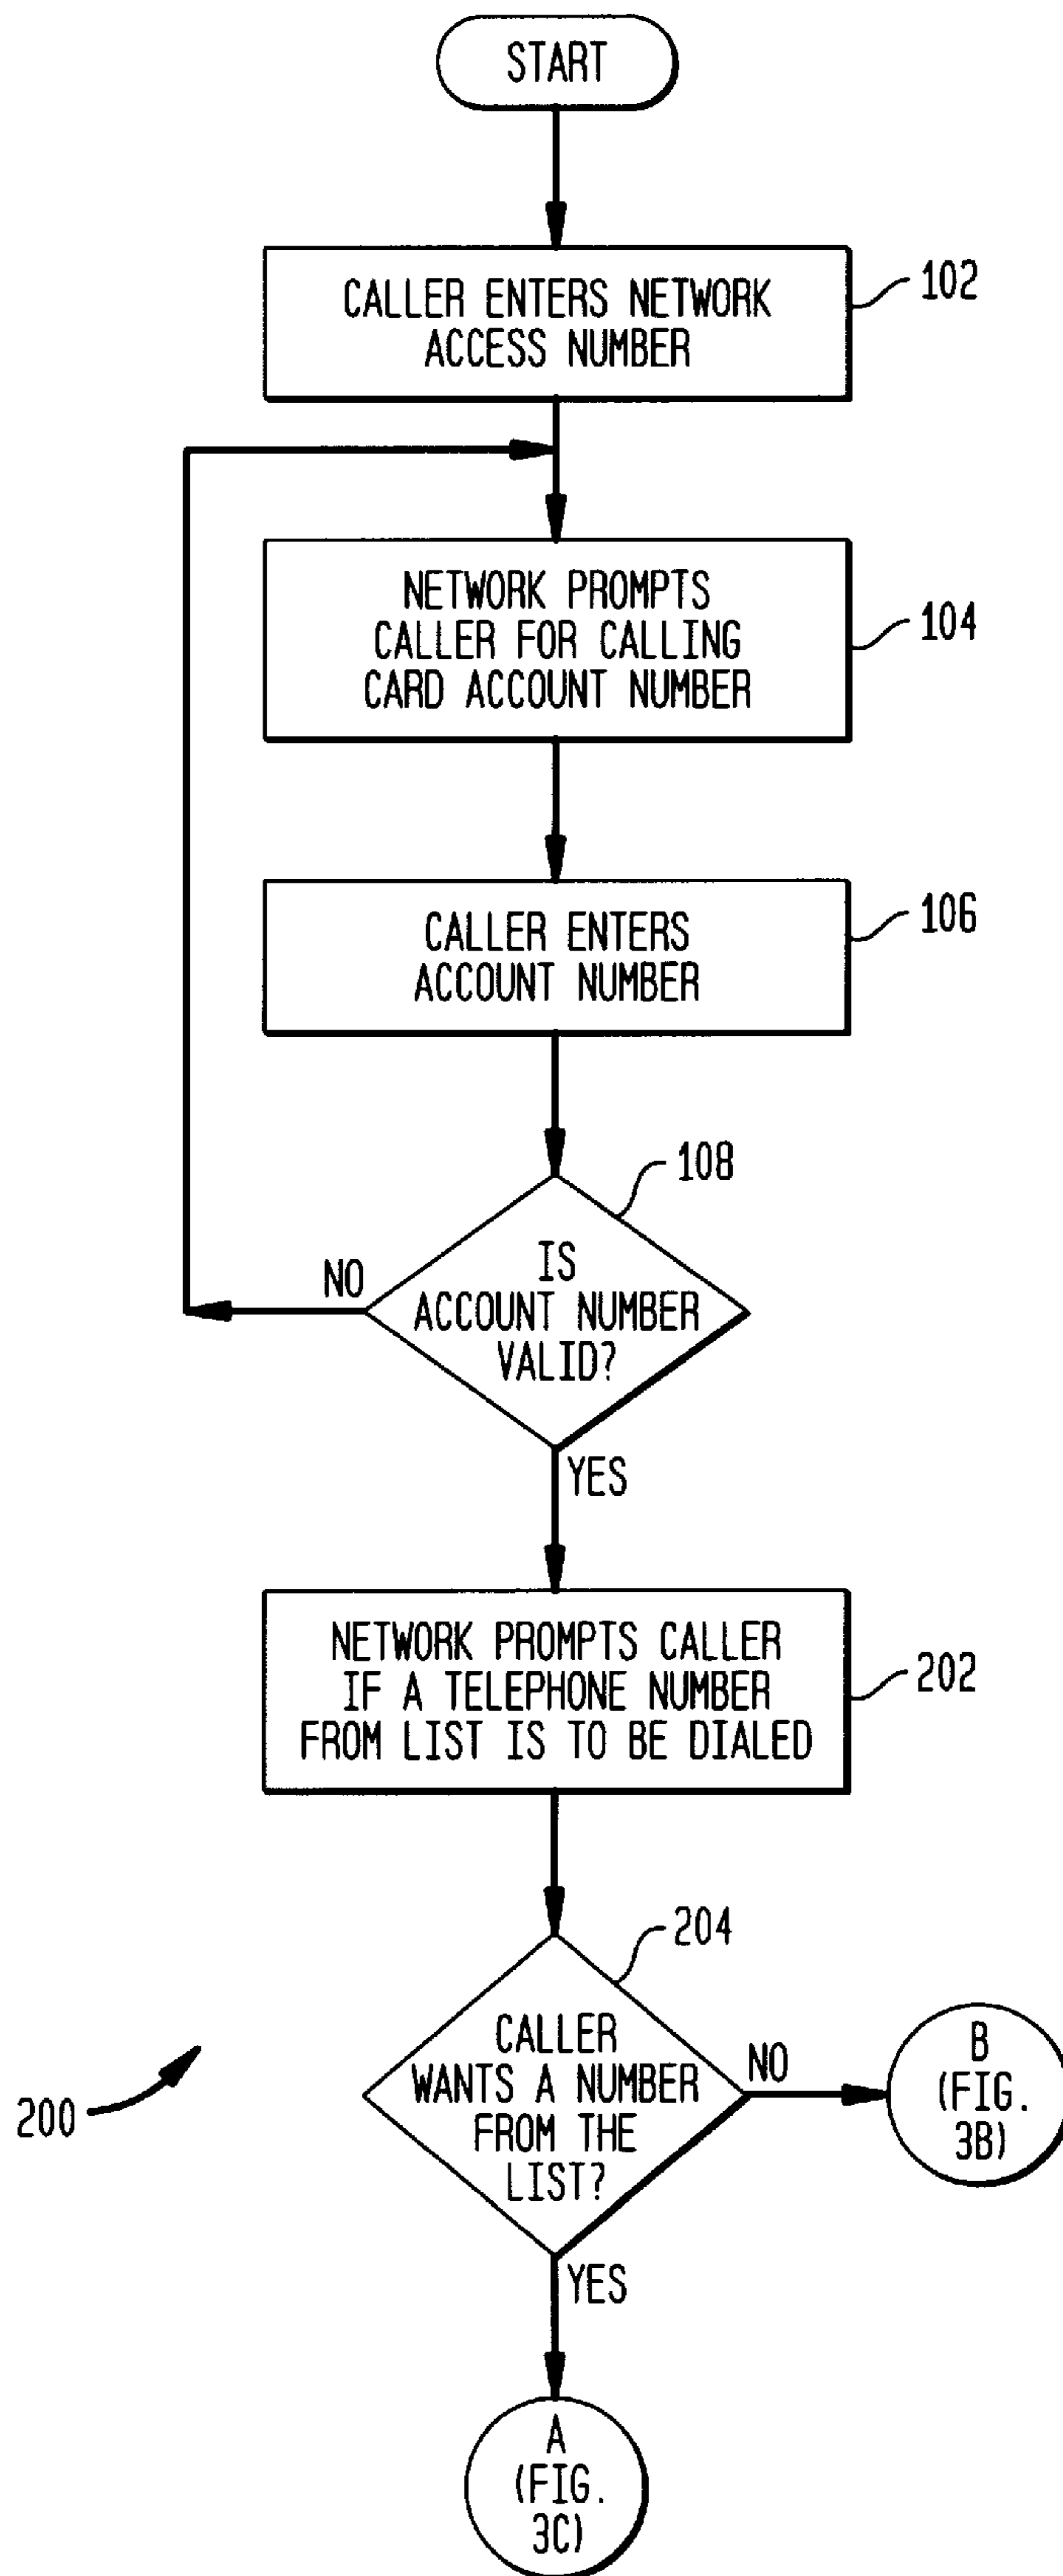 START
CALLER ENTERS NETWORK
ACCESS NUMBER
102
NETWORK PROMPTS
CALLER FOR CALLING
CARD ACCOUNT NUMBER
104
CALLER ENTERS
ACCOUNT NUMBER
106
108
IS
ACCOUNT NUMBER
VALID?
NO
YES
NETWORK PROMPTS CALLER
IF A TELEPHONE NUMBER
FROM LIST IS TO BE DIALED
202
204
CALLER
WANTS A NUMBER
FROM THE
LIST?
NO
B
(FIG.
3B)
200
YES
A
(FIG.
3C)